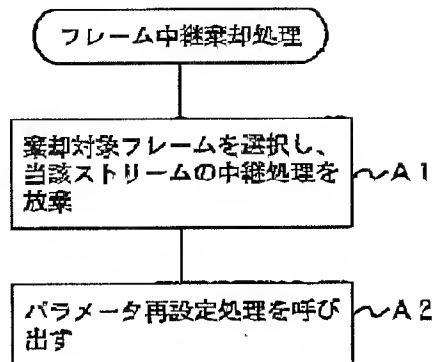 フレーム中継棄却処理
棄却対象フレームを選択し、
当該ストリームの中継処理を
放棄
A1
パラメータ再設定処理を呼び
出す
A2